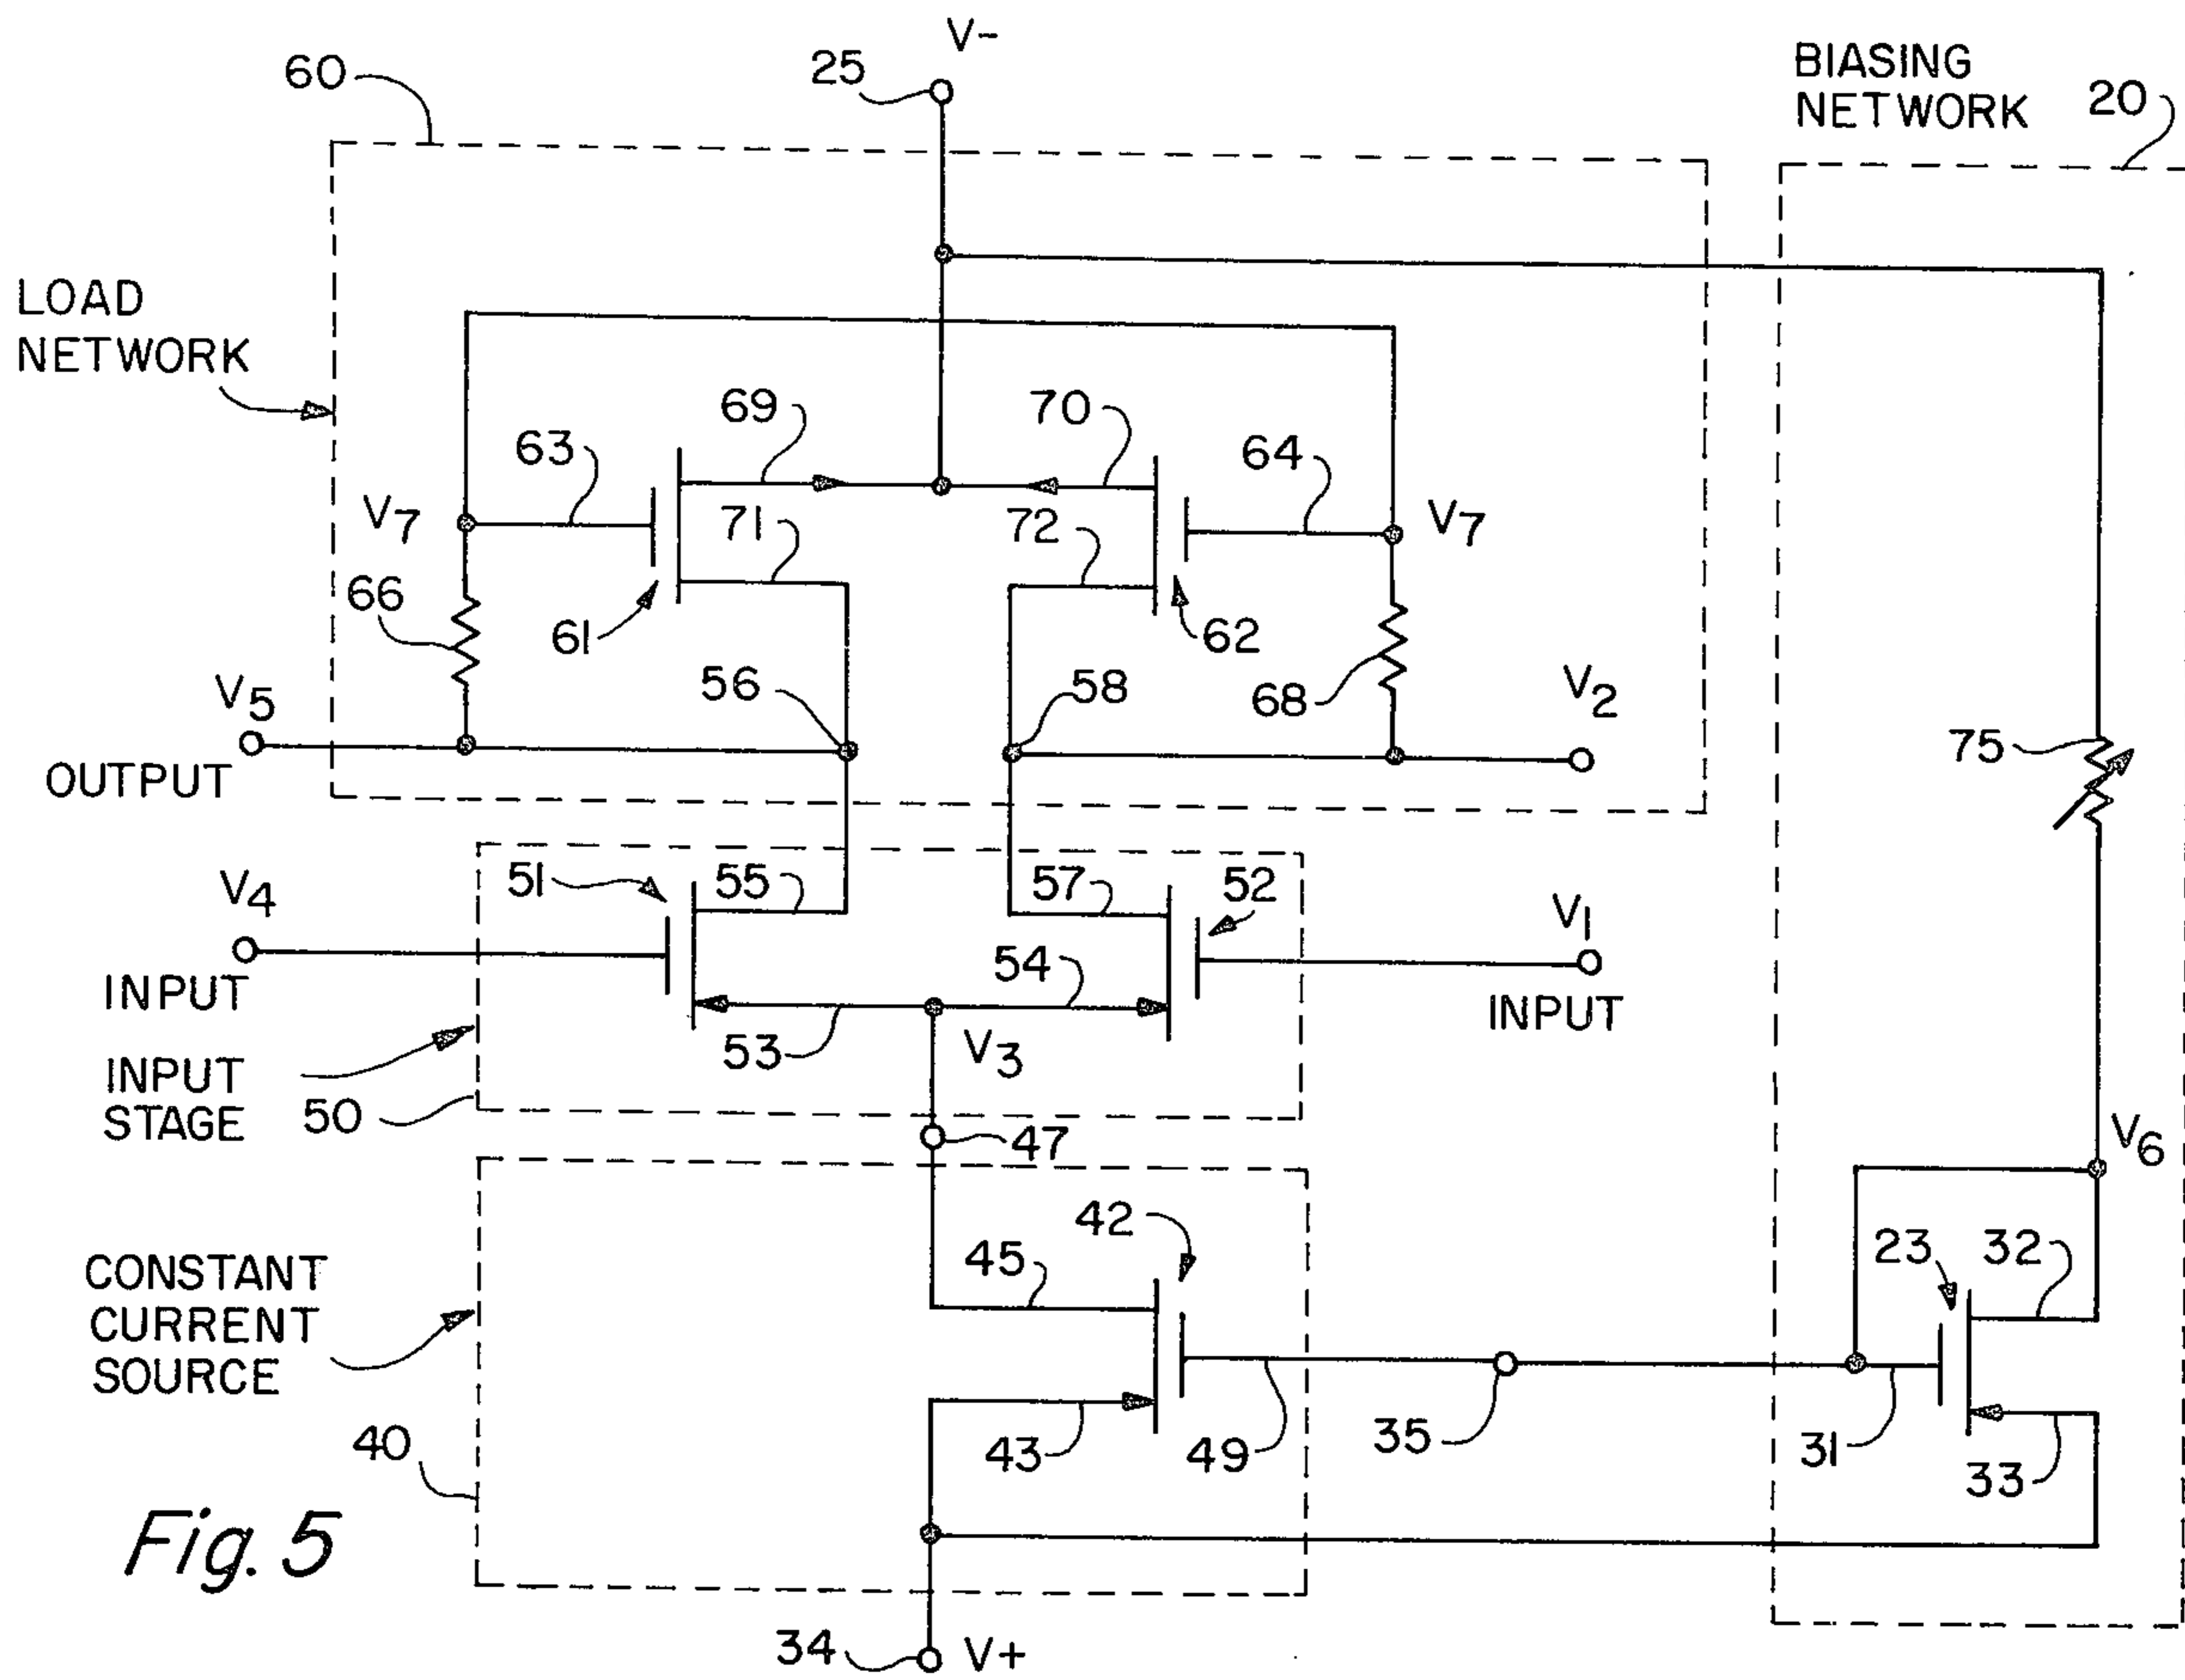 V-
25
60
BIASING
NETWORK
20
LOAD
NETWORK
69
70
63
64
V7
71
72
V7
66
61
62
56
58
68
V2
V5
75
OUTPUT
51
55
57
52
V4
V1
54
INPUT
INPUT
53
V3
INPUT
STAGE
50
47
V6
42
45
23
32
CONSTANT
CURRENT
SOURCE
40
43
49
35
31
33
Fig. 5
34
V+